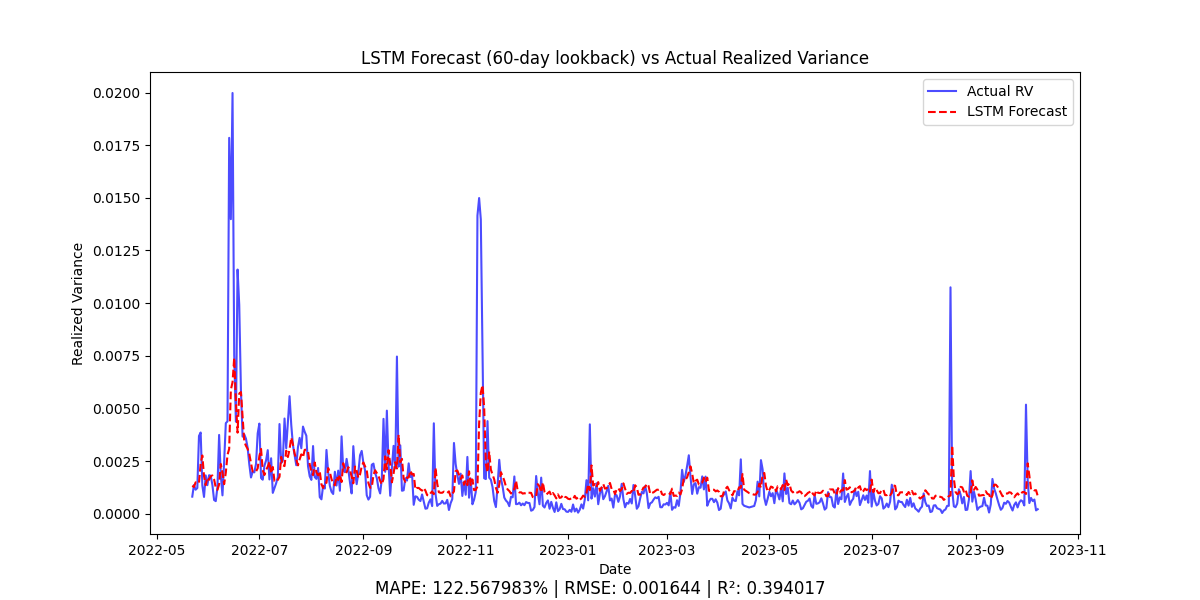 LSTM Forecast (60-day lookback) vs Actual Realized Variance
Actual RV
LSTM Forecast
Realized Variance
0.0200
0.0175
0.0150
0.0125
0.0100
0.0075
0.0050
0.0025
0.0000
2022-05 2022-07 2022-09 2022-11 2023-01 2023-03 2023-05 2023-07 2023-09 2023-11
Date
MAPE: 122.567983% | RMSE: 0.001644 | R²: 0.394017